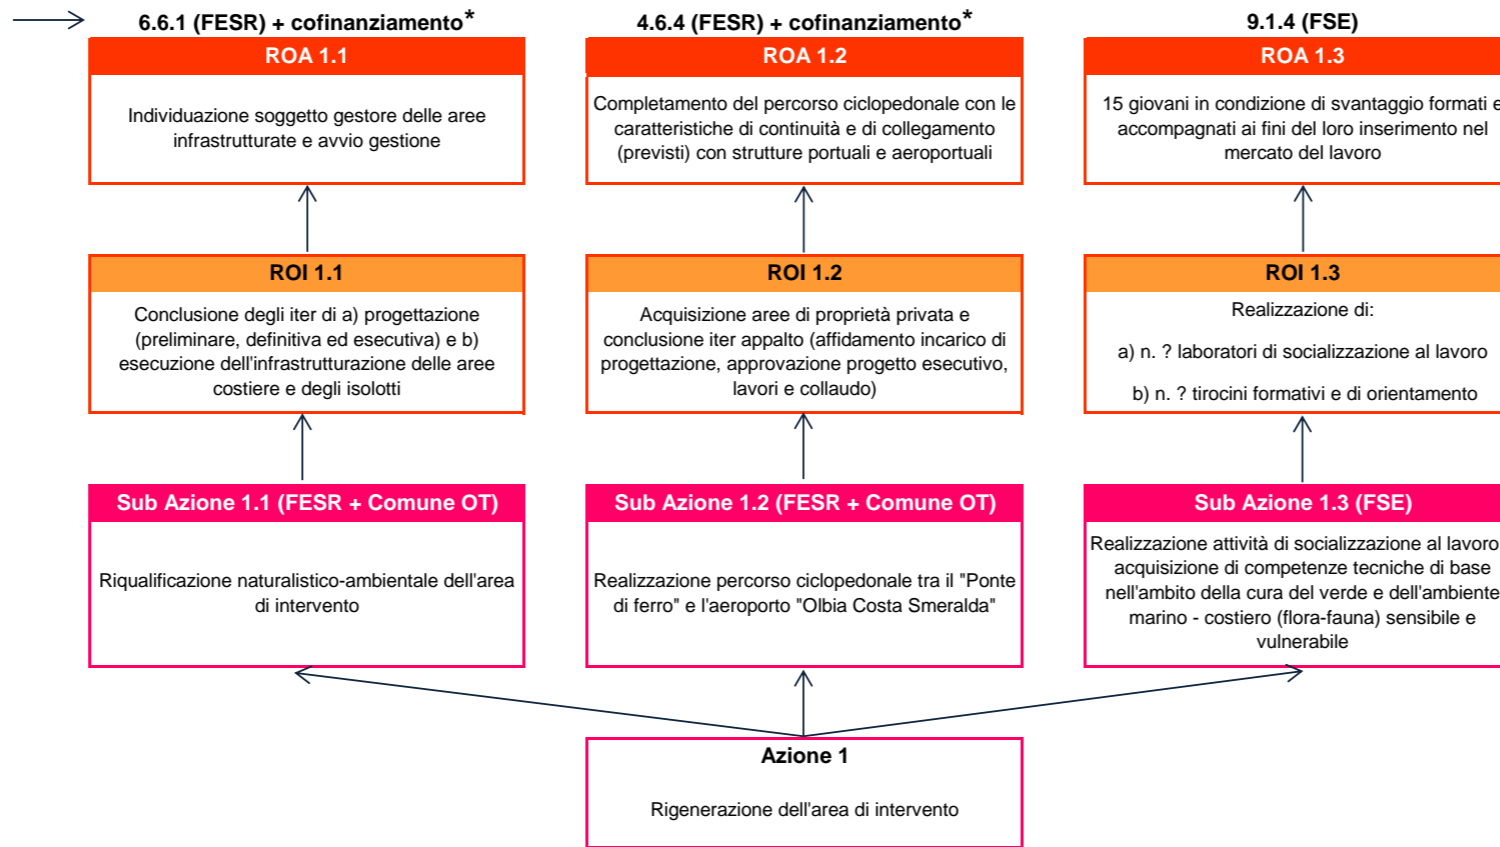 6.6.1 (FESR) + cofinanziamento*
4.6.4 (FESR) + cofinanziamento*
9.1.4 (FSE)
ROA 1.1
Individuazione soggetto gestore delle aree
infrastrutturate e avvio gestione
ROA 1.2
Completamento del percorso ciclopedonale con le
caratteristiche di continuità e di collegamento
(previsti) con strutture portuali e aeroportuali
ROA 1.3
15 giovani in condizione di svantaggio formati e
accompagnati ai fini del loro inserimento nel
mercato del lavoro
ROI 1.1
Conclusione degli iter di a) progettazione
(preliminare, definitiva ed esecutiva) e b)
esecuzione dell'infrastrutturazione delle aree
costiere e degli isolotti
ROI 1.2
Acquisizione aree di proprietà privata e
conclusione iter appalto (affidamento incarico di
progettazione, approvazione progetto esecutivo,
lavori e collaudo)
ROI 1.3
Realizzazione di:
a) n. ? laboratori di socializzazione al lavoro
b) n. ? tirocini formativi e di orientamento
Sub Azione 1.1 (FESR + Comune OT)
Riqualificazione naturalistico-ambientale dell'area
di intervento
Sub Azione 1.2 (FESR + Comune OT)
Realizzazione percorso ciclopedonale tra il "Ponte
di ferro" e l'aeroporto "Olbia Costa Smeralda"
Sub Azione 1.3 (FSE)
Realizzazione attività di socializzazione al lavoro
acquisizione di competenze tecniche di base
nell'ambito della cura del verde e dell'ambiente
marino - costiero (flora-fauna) sensibile e
vulnerabile
Azione 1
Rigenerazione dell'area di intervento